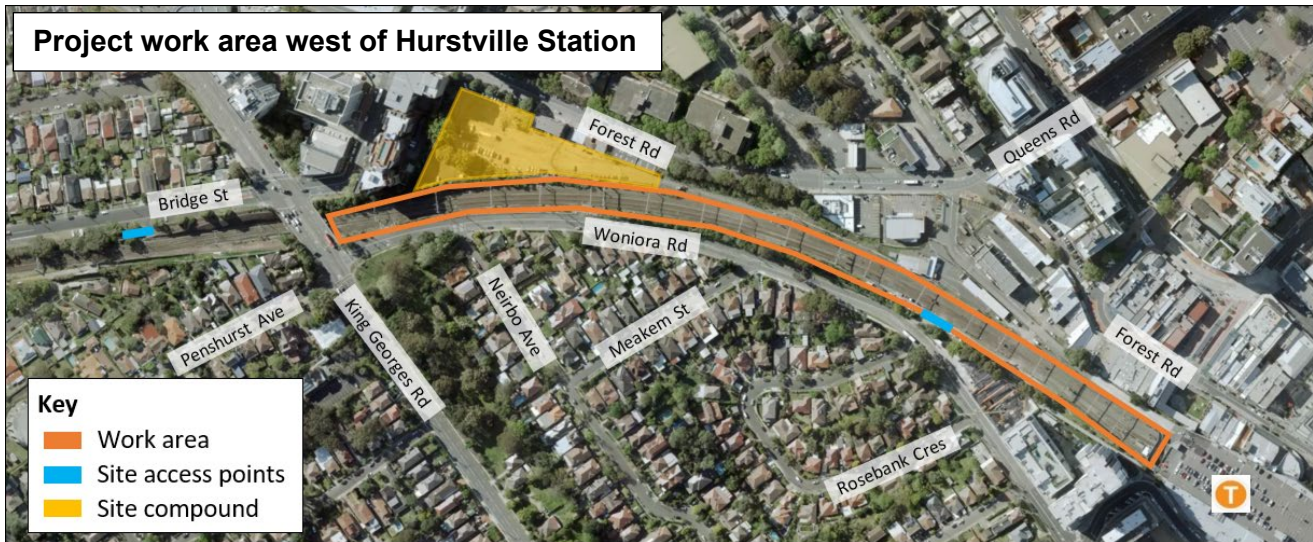 Project work area west of Hurstville Station
Forest Rd
Queens Rd
Bridge St
Woniora Rd
Neirbo Ave
Meakem St
Penshurst Ave
King Georges Rd
Forest Rd
Rosebank Cres
T
Key
Work area
Site access points
Site compound